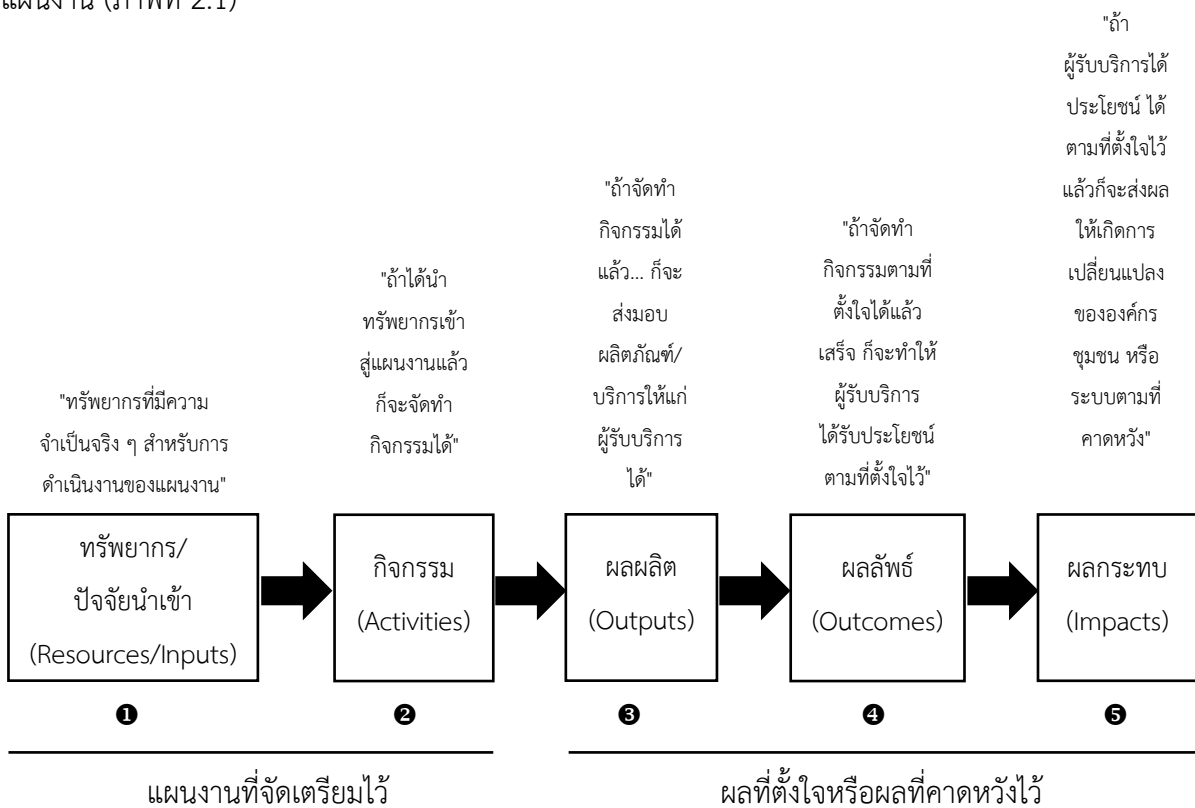 แผนงาน (ภาพที่ 2.1)
"ทรัพยากรที่มีความ
จำเป็นจริง ๆ สำหรับการ
ดำเนินงานของแผนงาน"
"ถ้าได้นำ
ทรัพยากรเข้า
สู่แผนงานแล้ว
ก็จะจัดทำ
กิจกรรมได้"
"ถ้าจัดทำ
กิจกรรมได้
แล้ว... ก็จะ
ส่งมอบ
ผลิตภัณฑ์/
บริการให้แก่
ผู้รับบริการ
ได้"
"ถ้าจัดทำ
กิจกรรมตามที่
ตั้งใจได้แล้ว
เสร็จ ก็จะทำให้
ผู้รับบริการ
ได้รับประโยชน์
ตามที่ตั้งใจไว้"
"ถ้า
ผู้รับบริการได้
ประโยชน์ ได้
ตามที่ตั้งใจไว้
แล้วก็จะส่งผล
ให้เกิดการ
เปลี่ยนแปลง
ขององค์กร
ชุมชน หรือ
ระบบตามที่
คาดหวัง"
ทรัพยากร/
ปัจจัยนำเข้า
(Resources/Inputs)
กิจกรรม
(Activities)
ผลผลิต
(Outputs)
ผลลัพธ์
(Outcomes)
ผลกระทบ
(Impacts)
❶ ❷ ❸ ❹ ❺
แผนงานที่จัดเตรียมไว้
ผลที่ตั้งใจหรือผลที่คาดหวังไว้